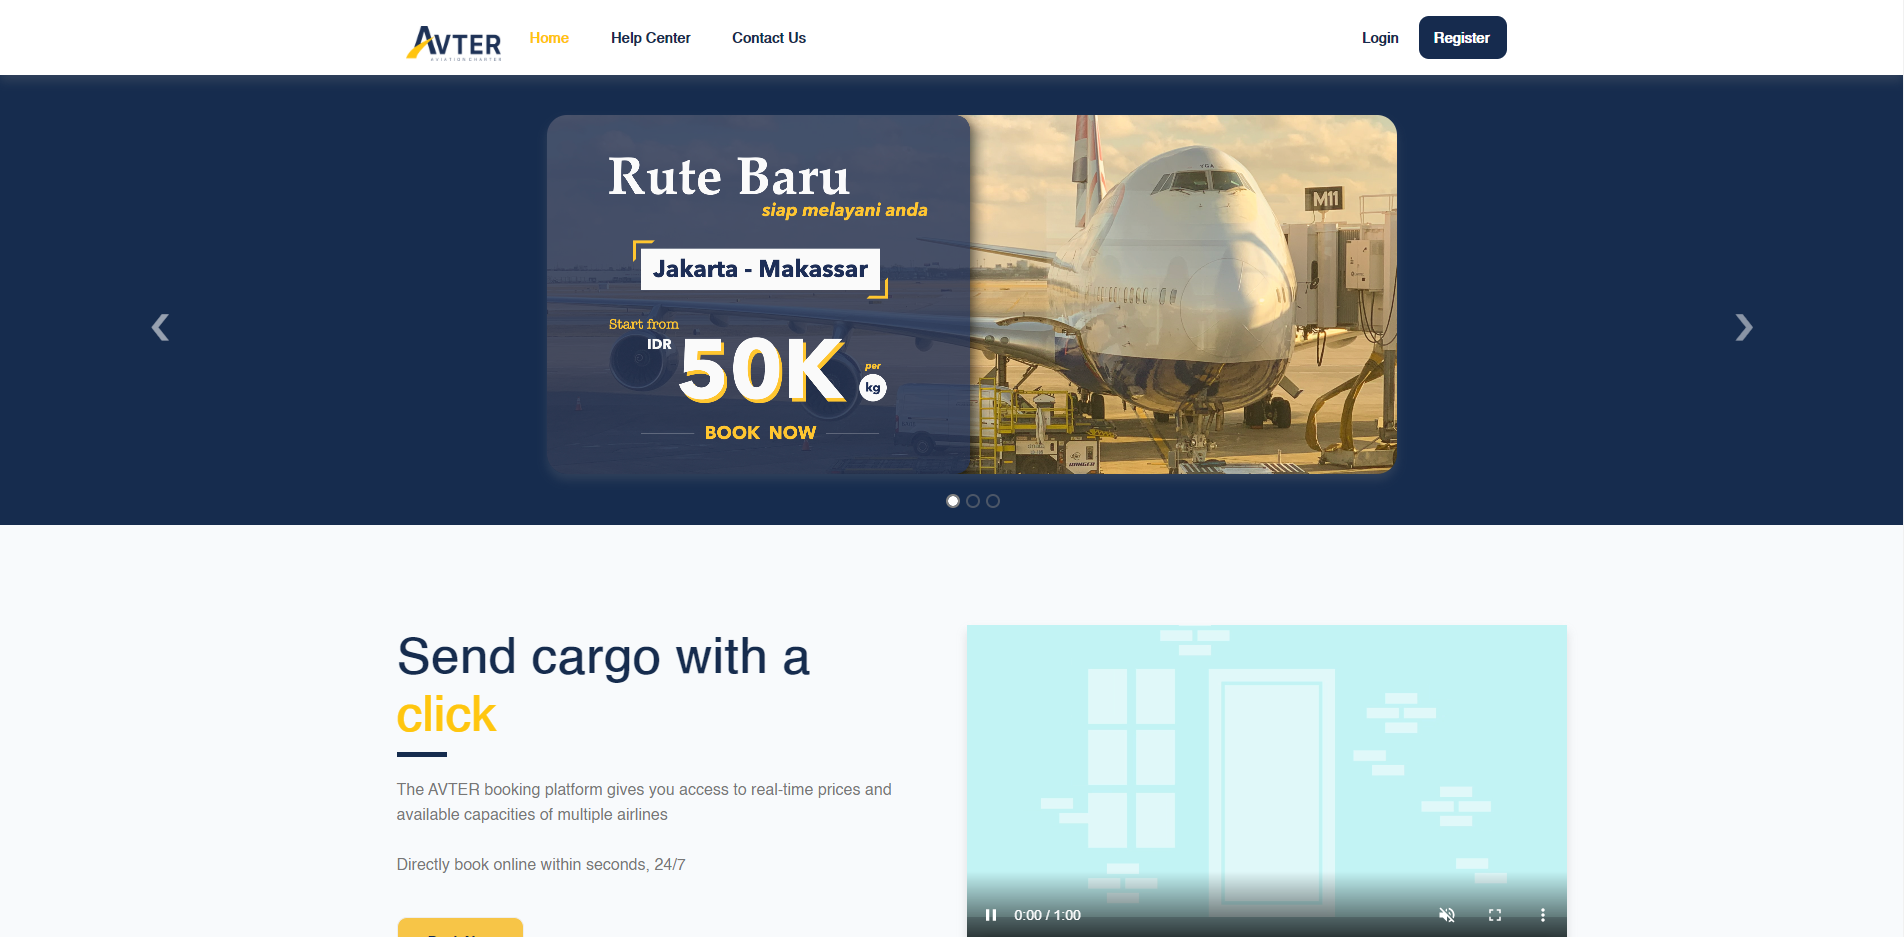 AVTER
AVIATION CHARTER
Home
Help Center
Contact Us
Login
Register
Rute Baru
siap melayani anda
Jakarta - Makassar
Start from
IDR
50K
per
kg
BOOK NOW
M11
Send cargo with a
click
The AVTER booking platform gives you access to real-time prices and
available capacities of multiple airlines
Directly book online within seconds, 24/7
0:00 / 1:00